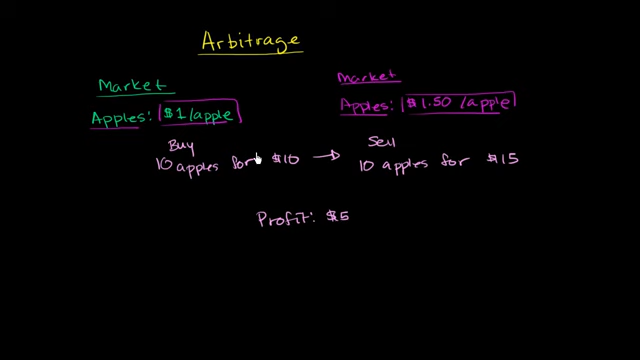 Arbitrage
Market
Apples: $1/apple
Market
Apples: $1.50/apple
Buy
10 apples for $10
Sell
10 apples for $15
Profit: $5